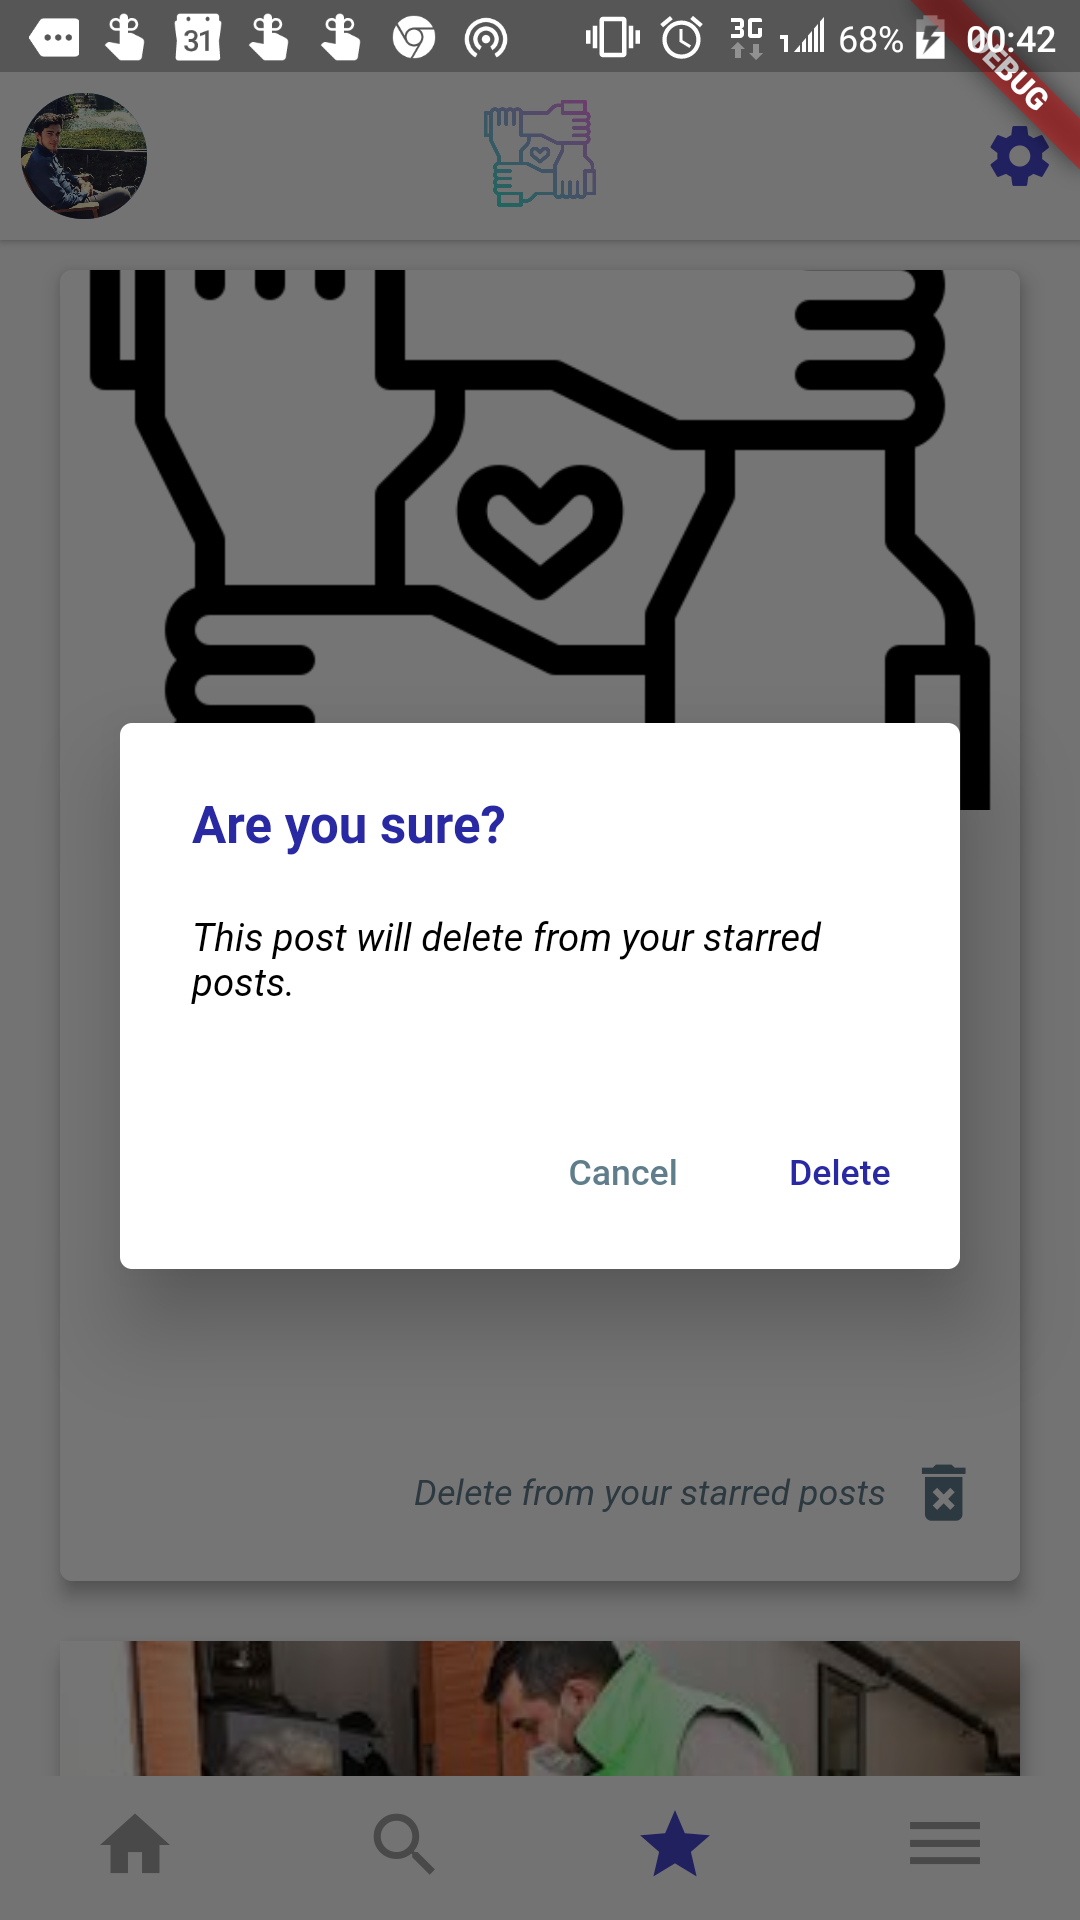 31
3G
68%
00:42
DEBUG
Are you sure?
This post will delete from your starred
posts.
Cancel
Delete
Delete from your starred posts